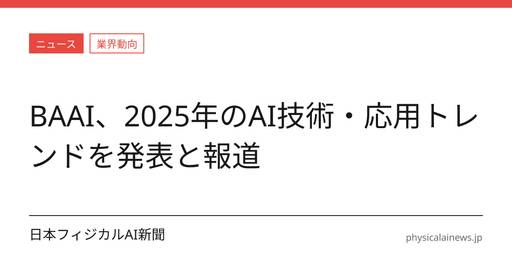 ニュース 業界動向
BAAI、2025年のAI技術・応用トレ
ンドを発表と報道
日本フィジカルAI新聞
physicalainews.jp